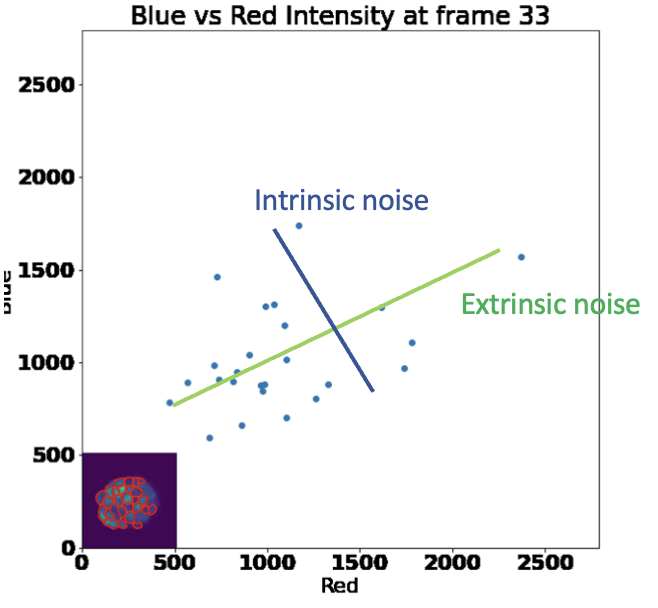 Blue vs Red Intensity at frame 33
2500
2000
Intrinsic noise
1500
Extrinsic noise
Blue
1000
500
0
0 500 1000 1500 2000 2500
Red